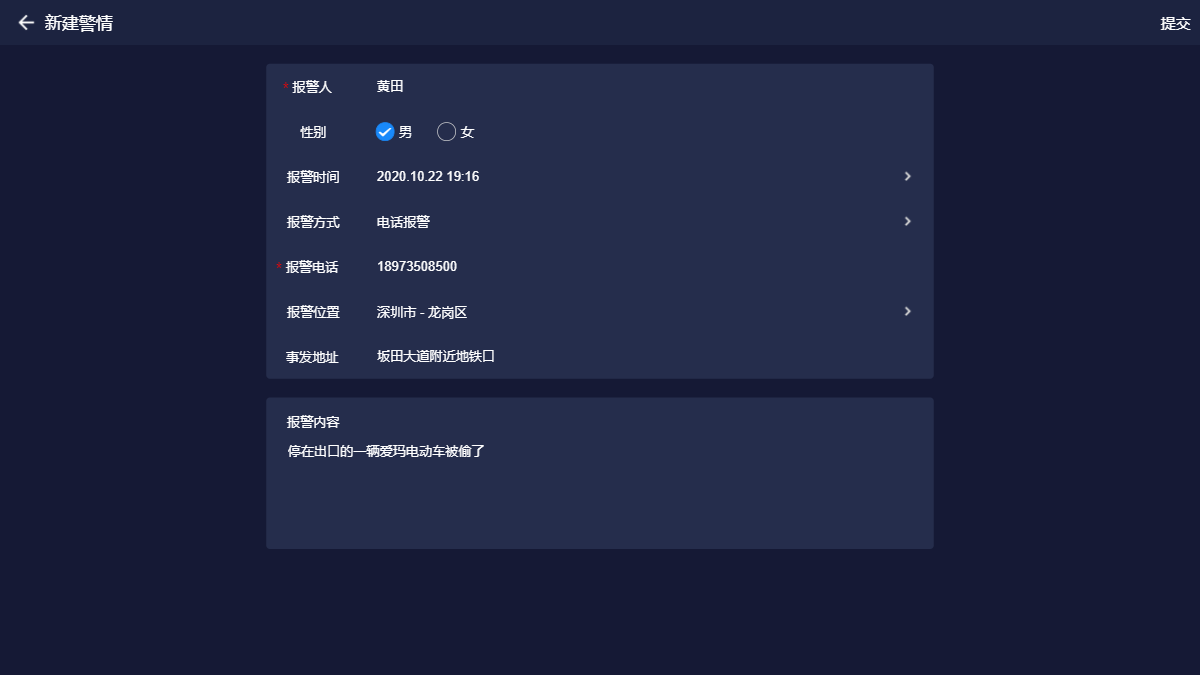 新建警情 提交
* 报警人 黄田
性别 男 女
报警时间 2020.10.22 19:16
报警方式 电话报警
* 报警电话 18973508500
报警位置 深圳市 - 龙岗区
事发地址 坂田大道附近地铁口
报警内容
停在出口的一辆爱玛电动车被偷了